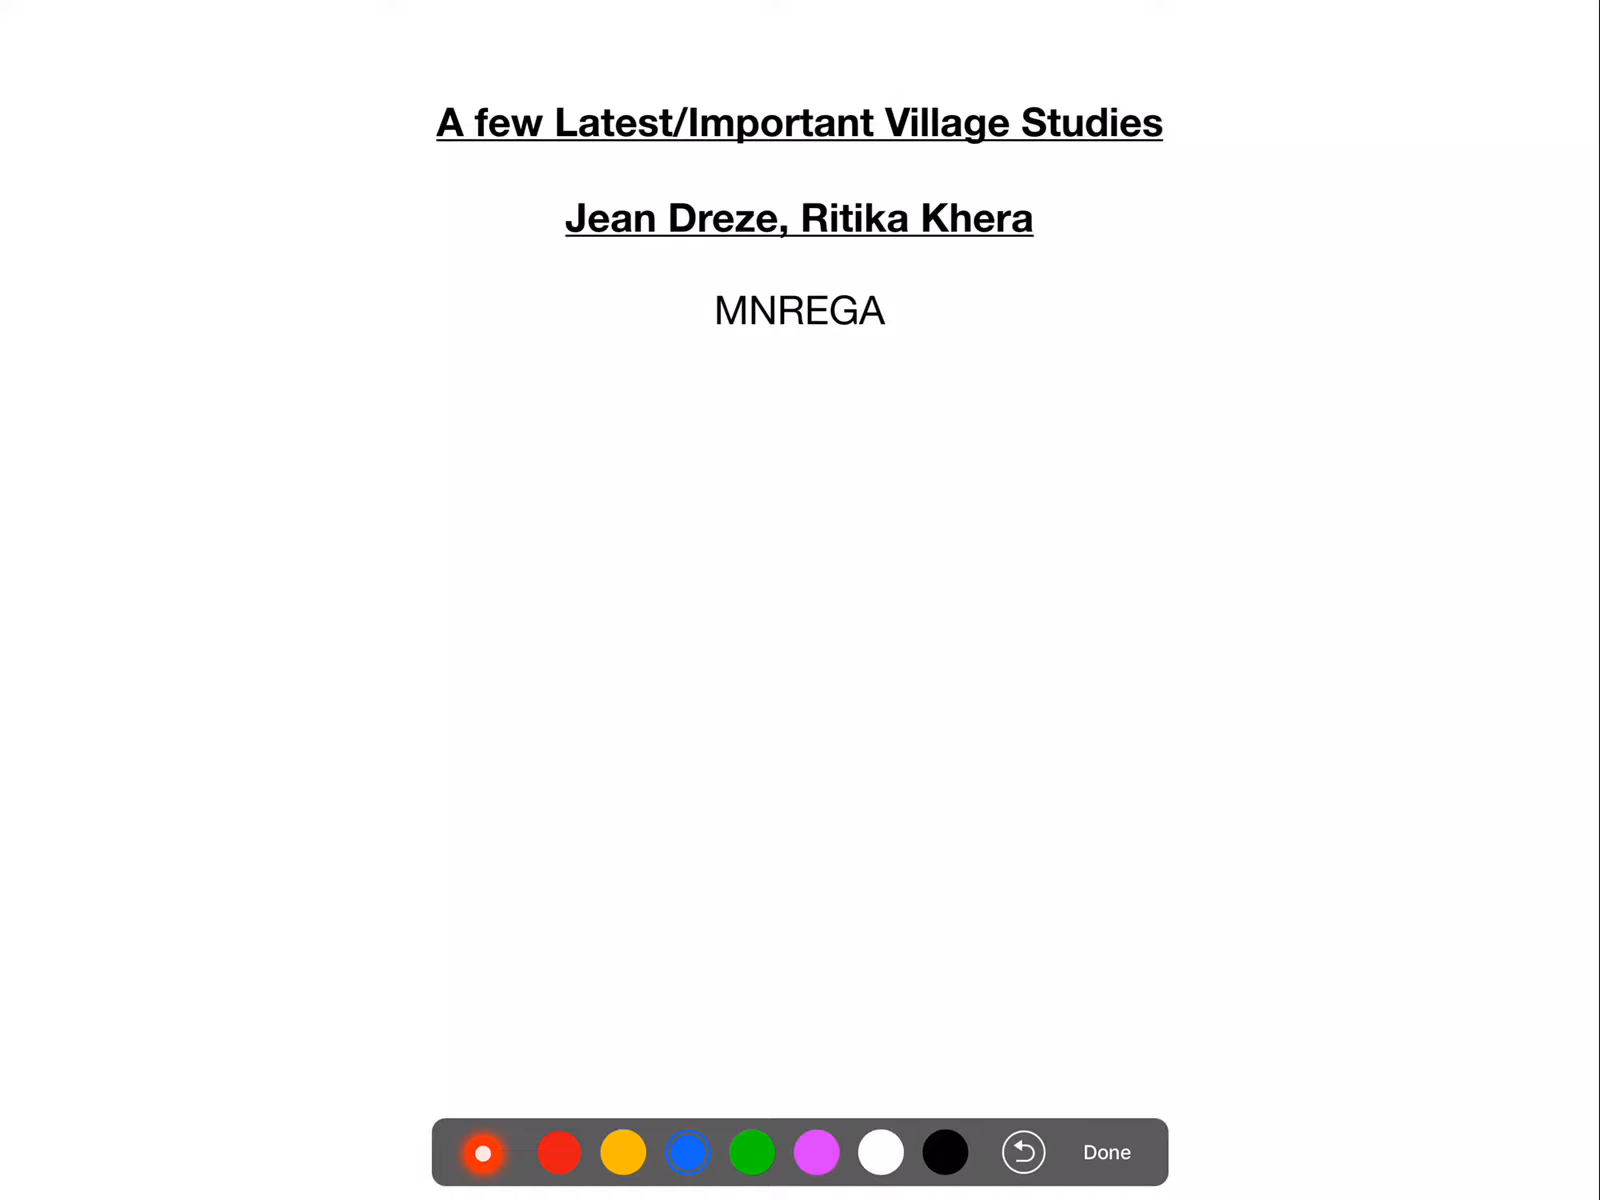 A few Latest/Important Village Studies
Jean Dreze, Ritika Khera
MNREGA
Done